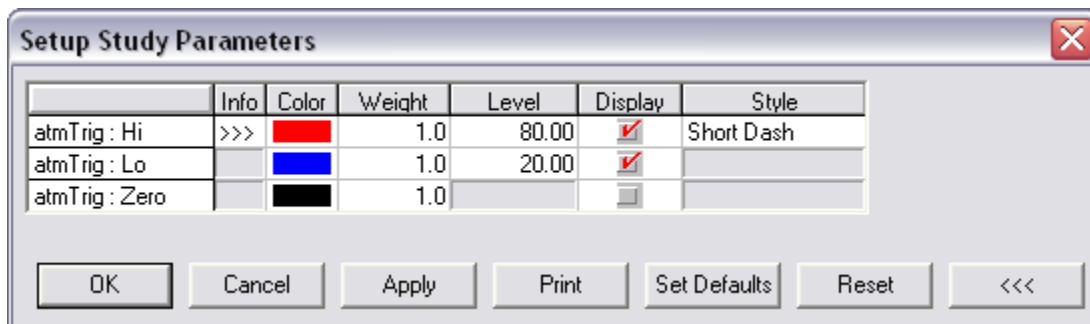 Setup Study Parameters
Info Color Weight Level Display Style
atmTrig : Hi >>> 1.0 80.00 Short Dash
atmTrig : Lo 1.0 20.00
atmTrig : Zero 1.0
OK Cancel Apply Print Set Defaults Reset <<<